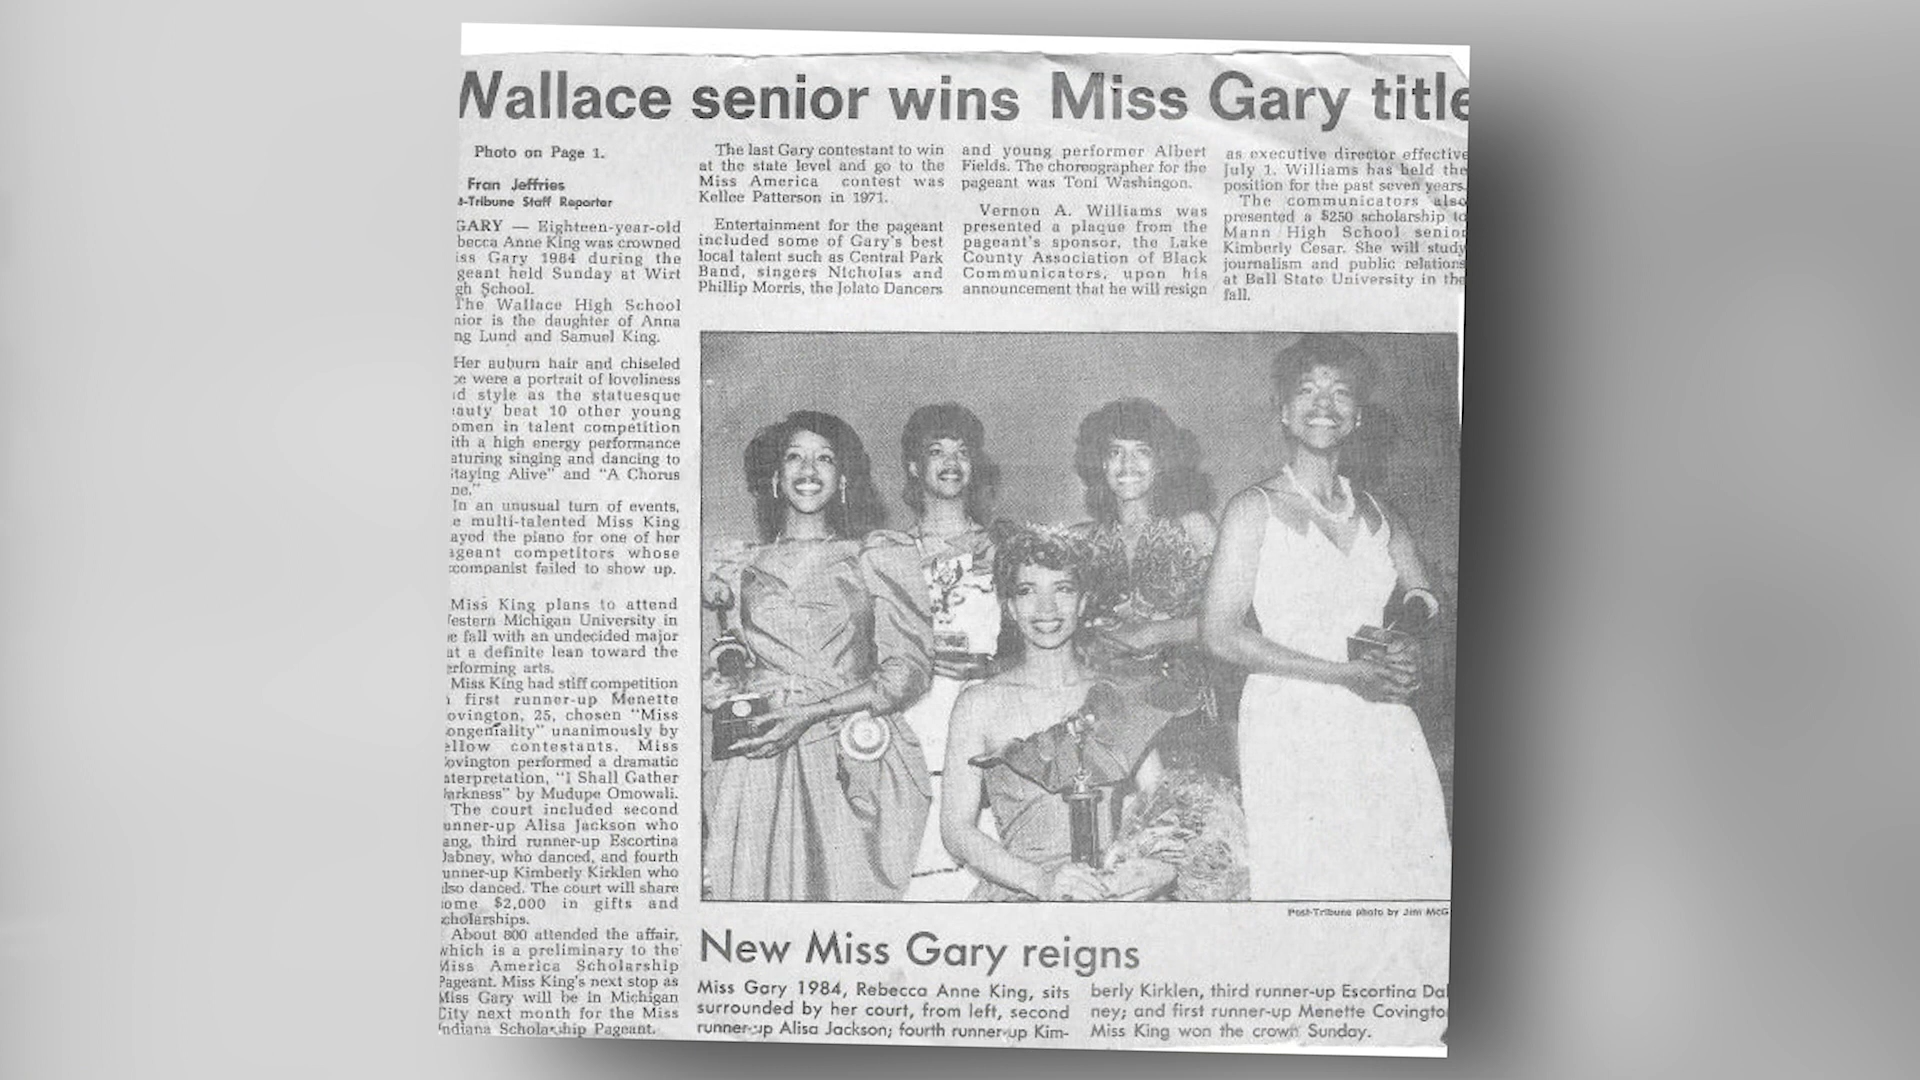 Wallace senior wins Miss Gary title
Photo on Page 1.
Fran Jeffries
t-Tribune Staff Reporter
GARY — Eighteen-year-old
becca Anne King was crowned
iss Gary 1984 during the
geant held Sunday at Wirt
gh School.
The Wallace High School
nior is the daughter of Anna
ng Lund and Samuel King.
Her auburn hair and chiseled
ce were a portrait of loveliness
d style as the statuesque
auty beat 10 other young
omen in talent competition
ith a high energy performance
aturing singing and dancing to
taying Alive" and "A Chorus
ne."
In an unusual turn of events,
e multi-talented Miss King
ayed the piano for one of her
ageant competitors whose
ccompanist failed to show up.
Miss King plans to attend
estern Michigan University in
e fall with an undecided major
ut a definite lean toward the
erforming arts.
Miss King had stiff competition
first runner-up Menette
ovington, 25, chosen "Miss
ongeniality" unanimously by
ellow contestants. Miss
ovington performed a dramatic
nterpretation, "I Shall Gather
arkness" by Mudupe Omowali.
The court included second
unner-up Alisa Jackson who
ang, third runner-up Escortina
Dabney, who danced, and fourth
unner-up Kimberly Kirklen who
lso danced. The court will share
ome $2,000 in gifts and
cholarships.
About 800 attended the affair,
which is a preliminary to the
Miss America Scholarship
Pageant. Miss King's next stop as
Miss Gary will be in Michigan
City next month for the Miss
Indiana Scholarship Pageant.
The last Gary contestant to win
at the state level and go to the
Miss America contest was
Kellee Patterson in 1971.
Entertainment for the pageant
included some of Gary's best
local talent such as Central Park
Band, singers Nicholas and
Phillip Morris, the Jolato Dancers
and young performer Albert
Fields. The choreographer for the
pageant was Toni Washingon.
Vernon A. Williams was
presented a plaque from the
pageant's sponsor, the Lake
County Association of Black
Communicators, upon his
announcement that he will resign
as executive director effective
July 1. Williams has held the
position for the past seven years.
The communicators also
presented a $250 scholarship to
Mann High School senior
Kimberly Cesar. She will study
journalism and public relations
at Ball State University in the
fall.
Post-Tribune photo by Jim McG
New Miss Gary reigns
Miss Gary 1984, Rebecca Anne King, sits
surrounded by her court, from left, second
runner-up Alisa Jackson; fourth runner-up Kim-
berly Kirklen, third runner-up Escortina Dab
ney; and first runner-up Menette Covingto
Miss King won the crown Sunday.